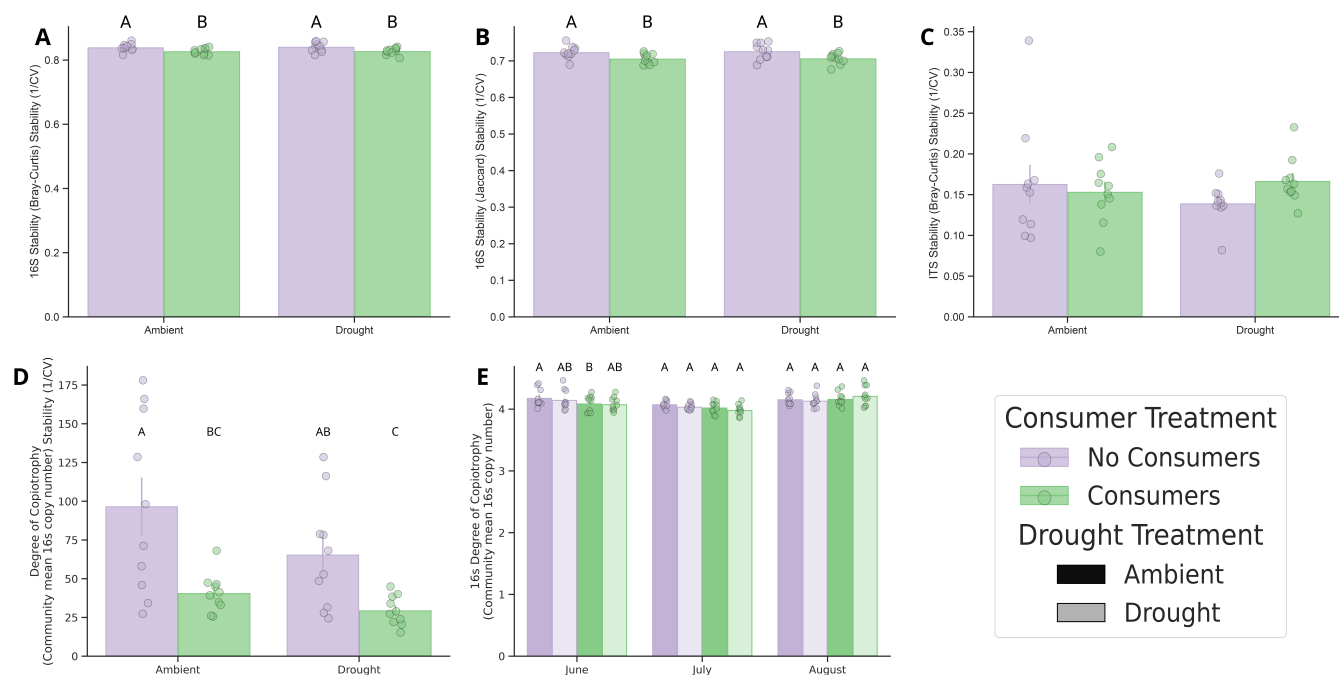 A
16S Stability (Bray-Curtis) Stability (1/CV)
A B A B
0.8
0.6
0.4
0.2
0.0
Ambient Drought
B
16S Stability (Jaccard) Stability (1/CV)
A B A B
0.7
0.6
0.5
0.4
0.3
0.2
0.1
0.0
Ambient Drought
C
ITS Stability (Bray-Curtis) Stability (1/CV)
0.35
0.30
0.25
0.20
0.15
0.10
0.05
0.00
Ambient Drought
D
Degree of Copiotrophy
(Community mean 16s copy number) Stability (1/CV)
175
150
125
100
75
50
25
0
A BC AB C
Ambient Drought
E
16s Degree of Copiotrophy
(Community mean 16s copy number)
A AB B AB A A A A A A A A
4
3
2
1
0
June July August
Consumer Treatment
No Consumers
Consumers
Drought Treatment
Ambient
Drought